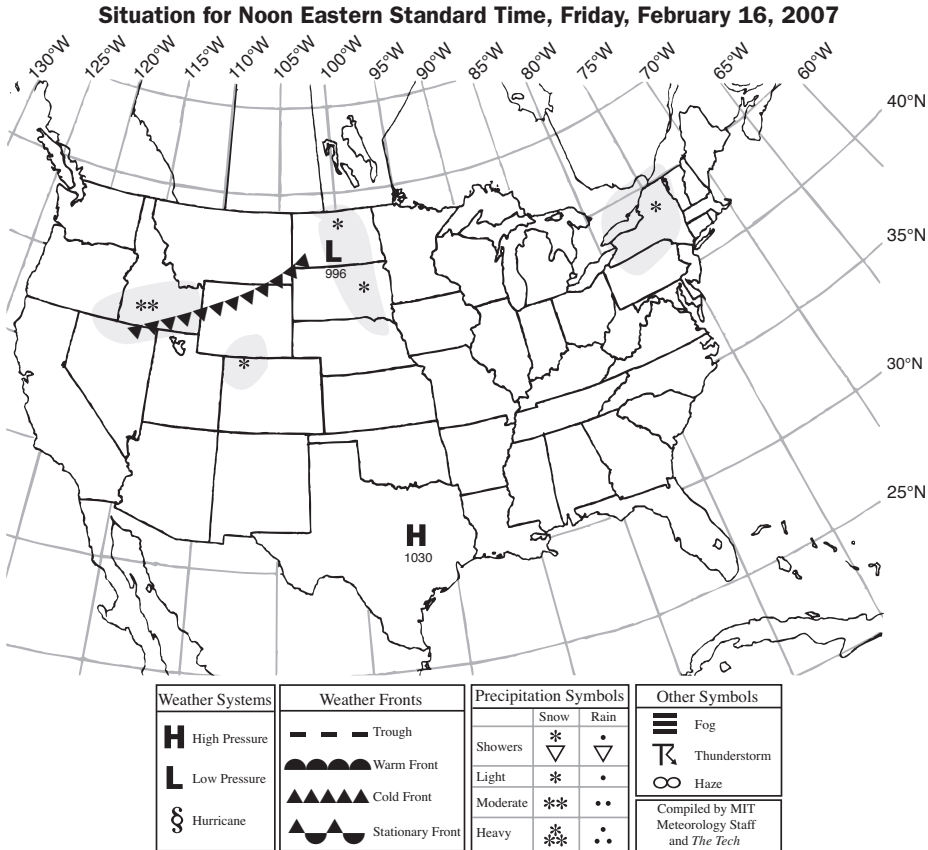 Situation for Noon Eastern Standard Time, Friday, February 16, 2007
130°W 125°W 120°W 115°W 110°W 105°W 100°W 95°W 90°W 85°W 80°W 75°W 70°W 65°W 60°W
40°N
35°N
30°N
25°N
L
996
H
1030
Weather Systems
H High Pressure
L Low Pressure
§ Hurricane
Weather Fronts
Trough
Warm Front
Cold Front
Stationary Front
Precipitation Symbols
Snow Rain
Showers
Light
Moderate
Heavy
Other Symbols
Fog
Thunderstorm
Haze
Compiled by MIT
Meteorology Staff
and The Tech